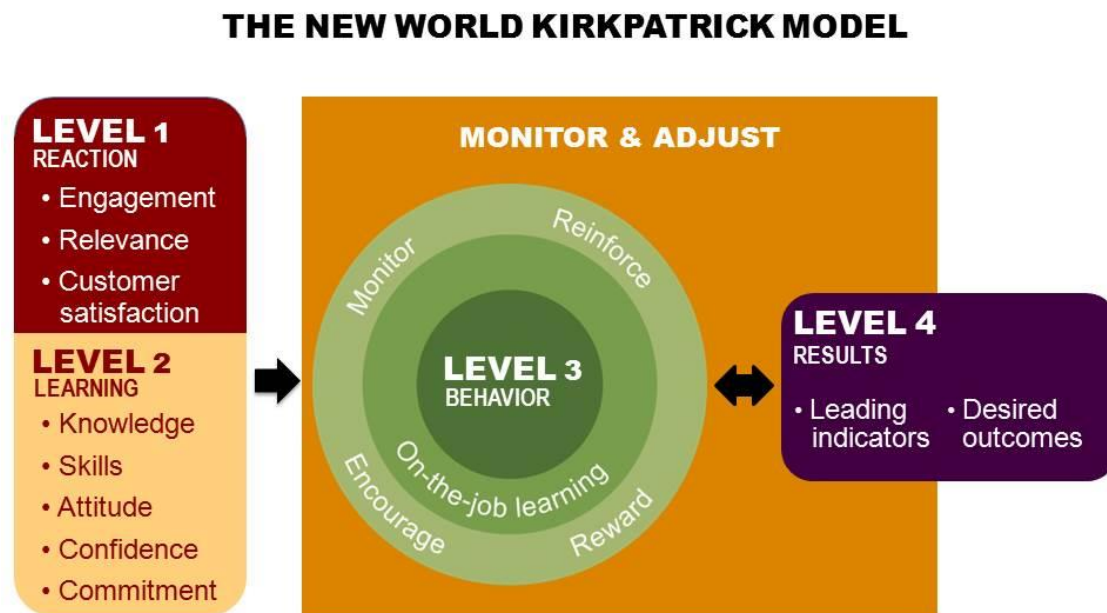 THE NEW WORLD KIRKPATRICK MODEL
LEVEL 1
REACTION
• Engagement
• Relevance
• Customer
satisfaction
LEVEL 2
LEARNING
• Knowledge
• Skills
• Attitude
• Confidence
• Commitment
MONITOR & ADJUST
Monitor
Reinforce
LEVEL 3
BEHAVIOR
On-the-job learning
Encourage
Reward
LEVEL 4
RESULTS
• Leading
indicators
• Desired
outcomes